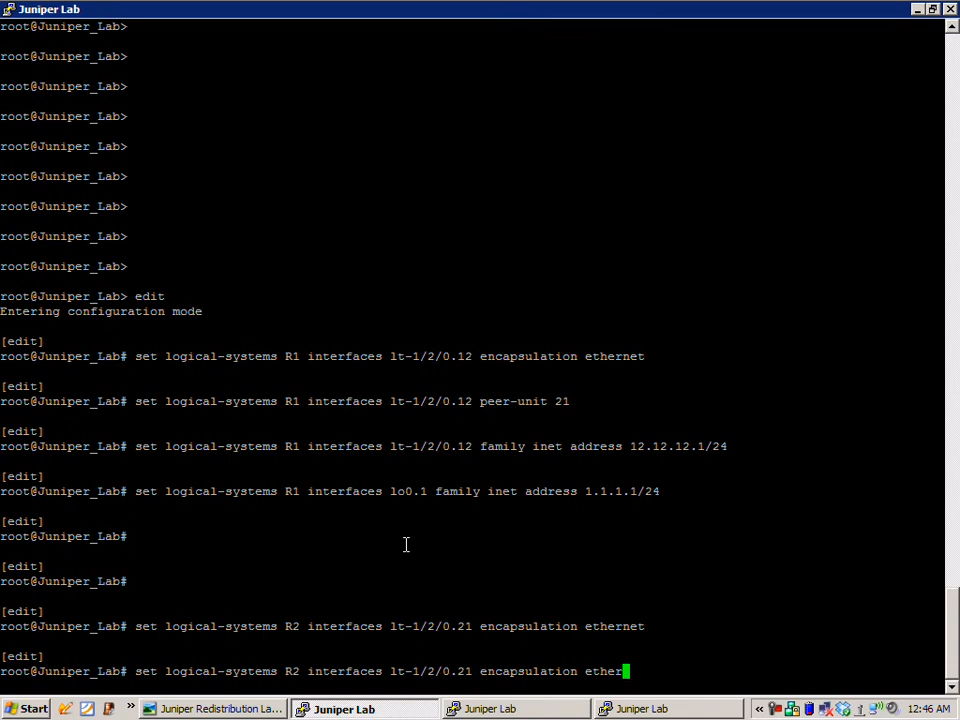 Juniper Lab
root@Juniper_Lab>
root@Juniper_Lab>
root@Juniper_Lab>
root@Juniper_Lab>
root@Juniper_Lab>
root@Juniper_Lab>
root@Juniper_Lab>
root@Juniper_Lab>
root@Juniper_Lab>
root@Juniper_Lab> edit
Entering configuration mode
[edit]
root@Juniper_Lab# set logical-systems R1 interfaces lt-1/2/0.12 encapsulation ethernet
[edit]
root@Juniper_Lab# set logical-systems R1 interfaces lt-1/2/0.12 peer-unit 21
[edit]
root@Juniper_Lab# set logical-systems R1 interfaces lt-1/2/0.12 family inet address 12.12.12.1/24
[edit]
root@Juniper_Lab# set logical-systems R1 interfaces lo0.1 family inet address 1.1.1.1/24
[edit]
root@Juniper_Lab#
[edit]
root@Juniper_Lab#
[edit]
root@Juniper_Lab# set logical-systems R2 interfaces lt-1/2/0.21 encapsulation ethernet
[edit]
root@Juniper_Lab# set logical-systems R2 interfaces lt-1/2/0.21 encapsulation ether
Start » Juniper Redistribution La... Juniper Lab Juniper Lab Juniper Lab « 12:46 AM